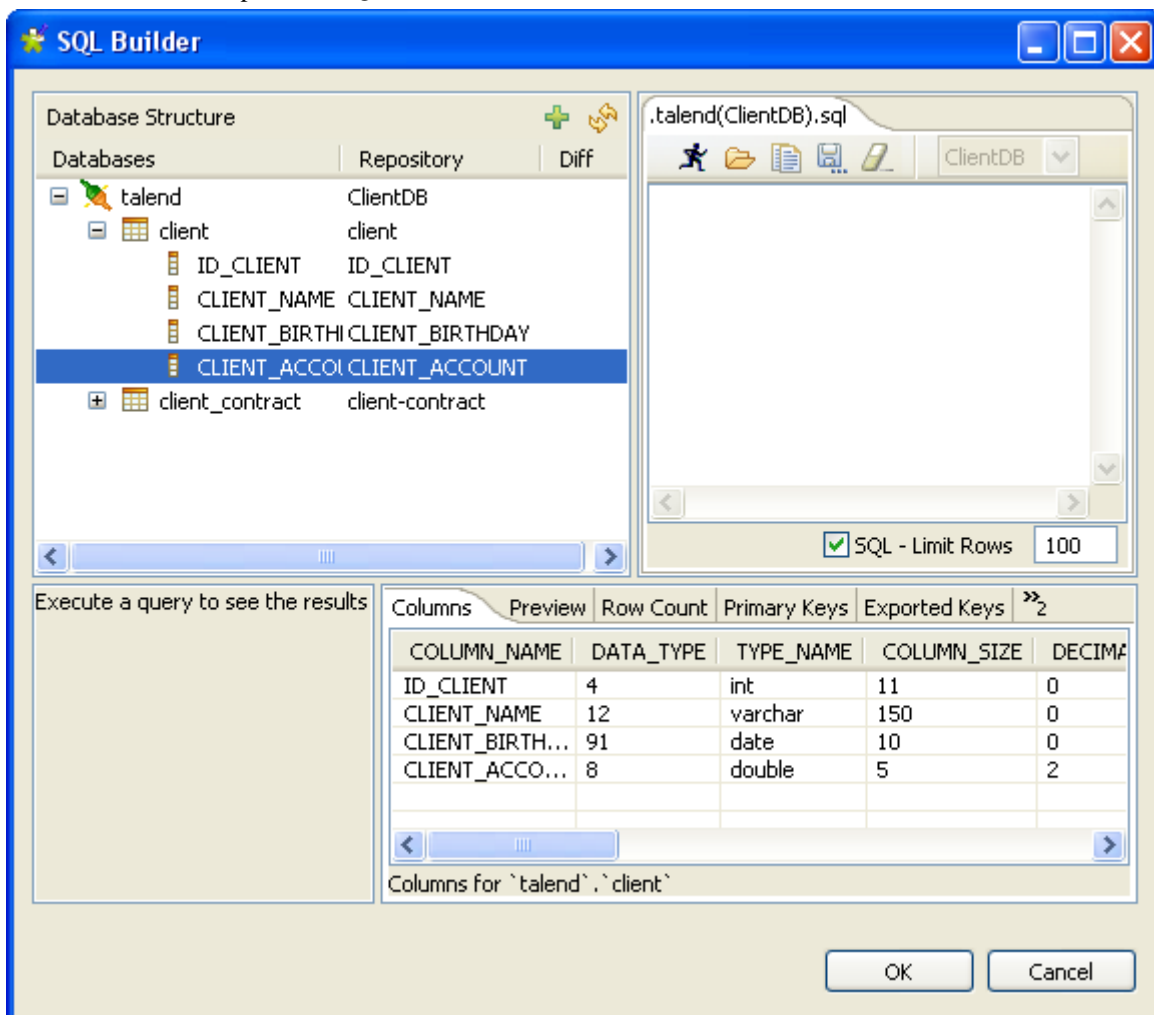 SQL Builder
Database Structure
Databases Repository Diff
talend ClientDB
client client
ID_CLIENT ID_CLIENT
CLIENT_NAME CLIENT_NAME
CLIENT_BIRTH CLIENT_BIRTHDAY
CLIENT_ACCO CLIENT_ACCOUNT
client_contract client-contract
.talend(ClientDB).sql
ClientDB
SQL - Limit Rows 100
Execute a query to see the results
Columns Preview Row Count Primary Keys Exported Keys »2
COLUMN_NAME DATA_TYPE TYPE_NAME COLUMN_SIZE DECIMA
ID_CLIENT 4 int 11 0
CLIENT_NAME 12 varchar 150 0
CLIENT_BIRTH... 91 date 10 0
CLIENT_ACCO... 8 double 5 2
Columns for `talend`.`client`
OK Cancel